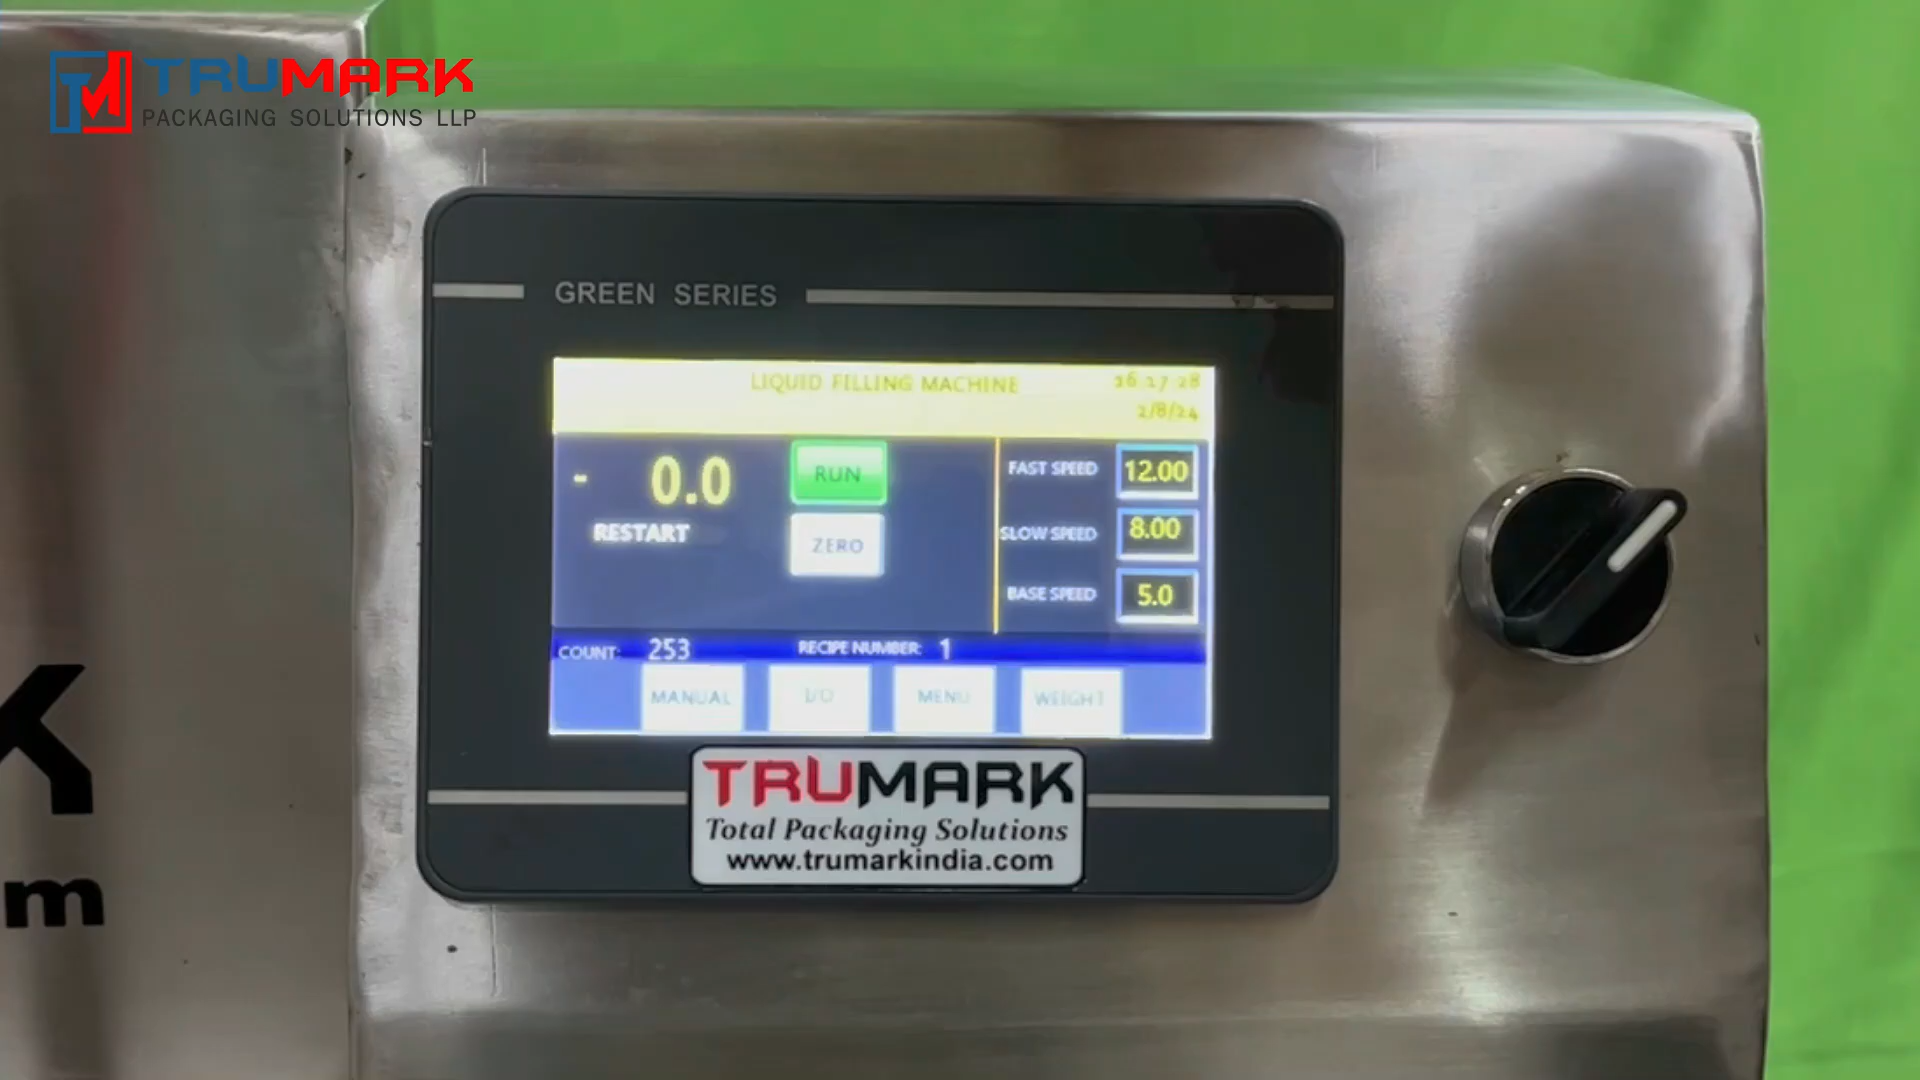 TRUMARK
PACKAGING SOLUTIONS LLP
GREEN SERIES
LIQUID FILLING MACHINE
16 17 28
2/8/24
- 0.0
RUN
FAST SPEED 12.00
RESTART
ZERO
SLOW SPEED 8.00
BASE SPEED 5.0
COUNT: 253 RECIPE NUMBER: 1
MANUAL I/O MENU WEIGHT
TRUMARK
Total Packaging Solutions
www.trumarkindia.com
K
m